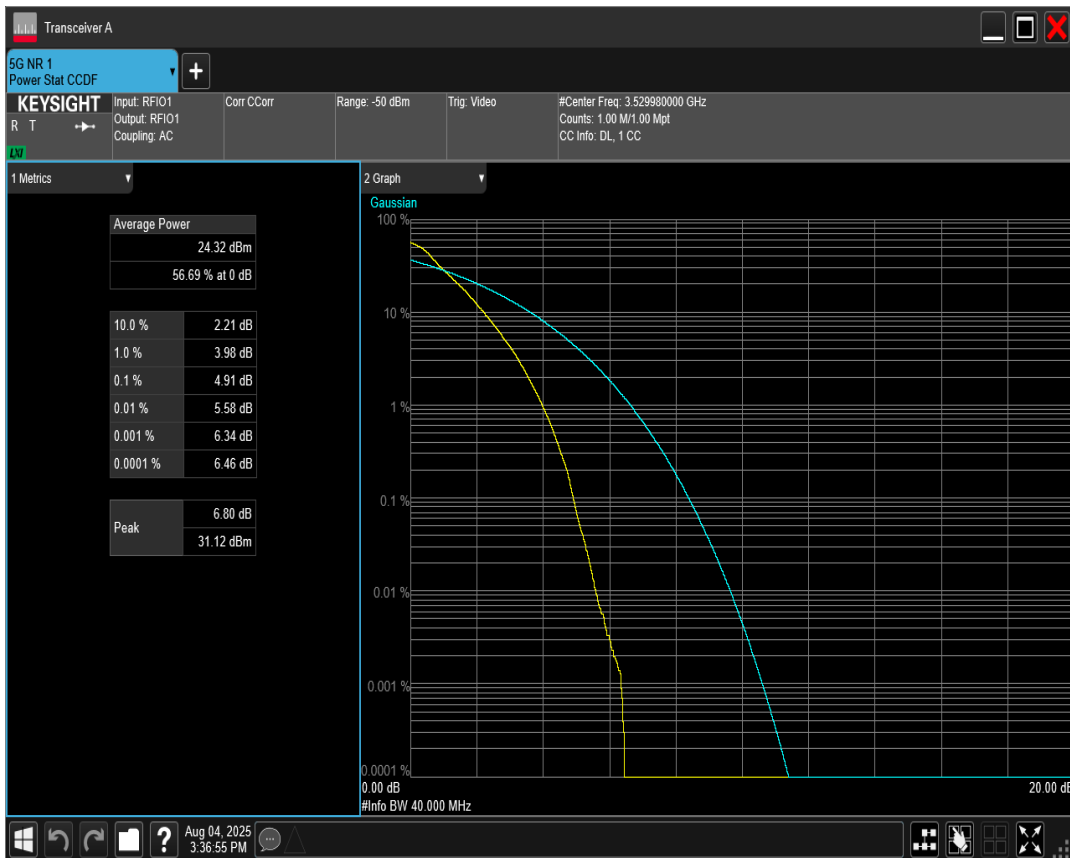 Transceiver A
5G NR 1
Power Stat CCDF
KEYSIGHT
R T
LXI
Input: RFIO1
Output: RFIO1
Coupling: AC
Corr CCorr
Range: -50 dBm
Trig: Video
#Center Freq: 3.529980000 GHz
Counts: 1.00 M/1.00 Mpt
CC Info: DL, 1 CC
1 Metrics
Average Power
24.32 dBm
56.69 % at 0 dB
10.0 % 2.21 dB
1.0 % 3.98 dB
0.1 % 4.91 dB
0.01 % 5.58 dB
0.001 % 6.34 dB
0.0001 % 6.46 dB
Peak
6.80 dB
31.12 dBm
2 Graph
Gaussian
100 %
10 %
1 %
0.1 %
0.01 %
0.001 %
0.0001 %
0.00 dB
20.00 dB
#Info BW 40.000 MHz
?
Aug 04, 2025
3:36:55 PM